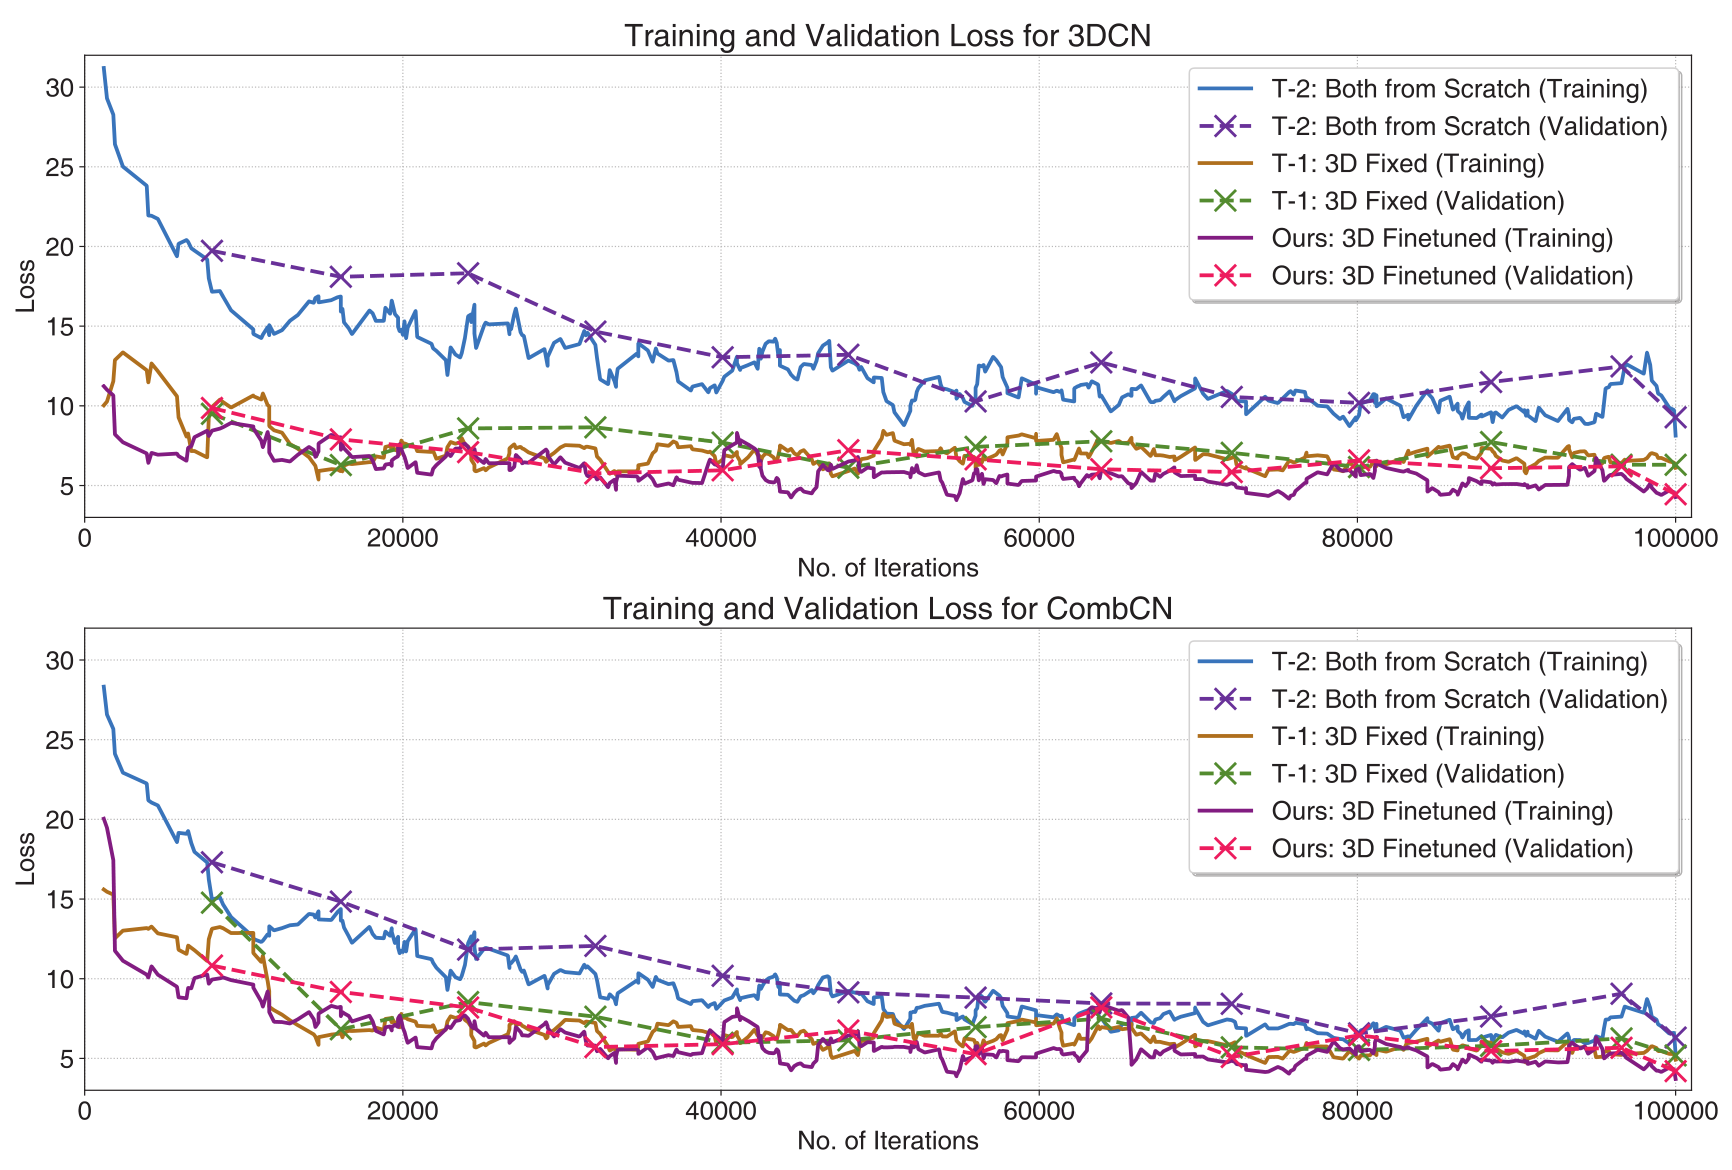 Training and Validation Loss for 3DCN
30
25
20
15
10
5
Loss
T-2: Both from Scratch (Training)
T-2: Both from Scratch (Validation)
T-1: 3D Fixed (Training)
T-1: 3D Fixed (Validation)
Ours: 3D Finetuned (Training)
Ours: 3D Finetuned (Validation)
0 20000 40000 60000 80000 100000
No. of Iterations
Training and Validation Loss for CombCN
30
25
20
15
10
5
Loss
T-2: Both from Scratch (Training)
T-2: Both from Scratch (Validation)
T-1: 3D Fixed (Training)
T-1: 3D Fixed (Validation)
Ours: 3D Finetuned (Training)
Ours: 3D Finetuned (Validation)
0 20000 40000 60000 80000 100000
No. of Iterations